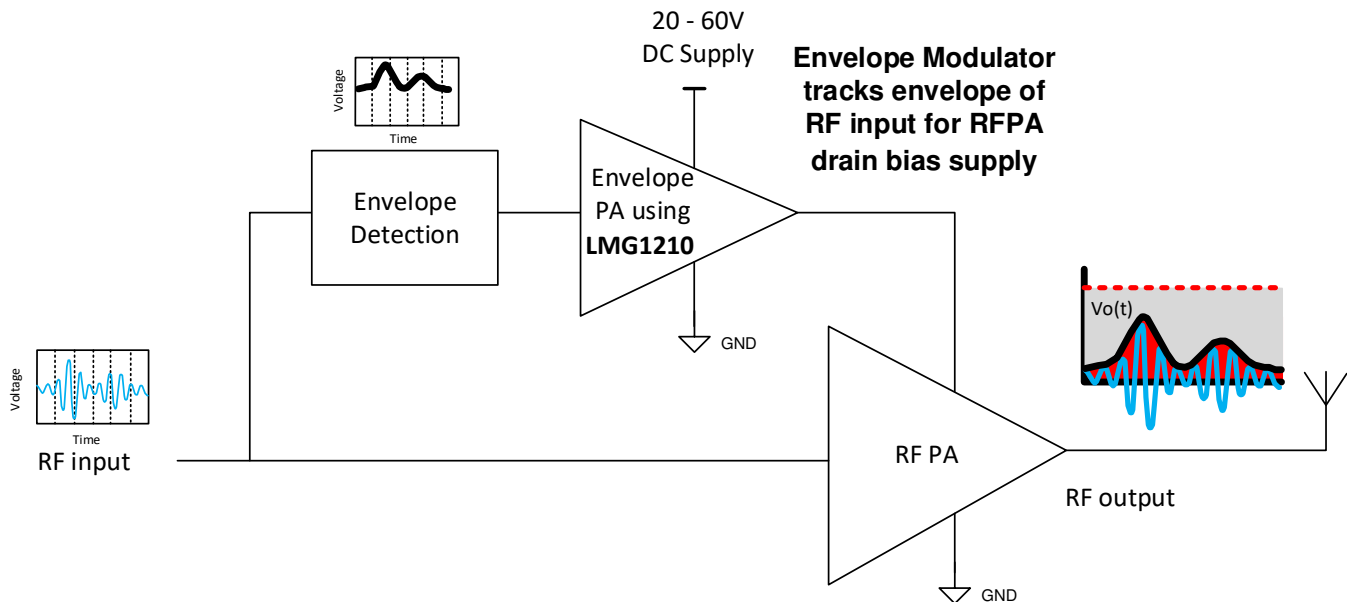 20 - 60V
DC Supply
Envelope Modulator
tracks envelope of
RF input for RFPA
drain bias supply
Voltage
Time
Envelope
Detection
Envelope
PA using
LMG1210
GND
Vo(t)
Voltage
Time
RF input
RF PA
RF output
GND